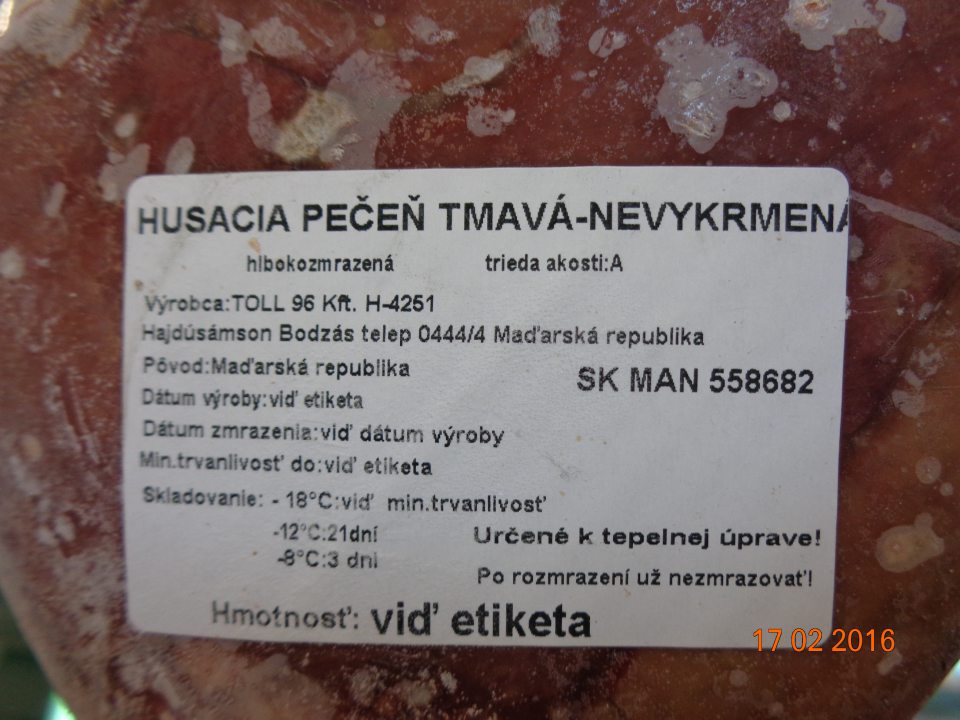 HUSACIA PEČEŇ TMAVÁ-NEVYKRMENÁ
hlbokozmrazená trieda akosti:A
Výrobca:TOLL 96 Kft. H-4251
Hajdúsámson Bodzás telep 0444/4 Maďarská republika
Pôvod:Maďarská republika
SK MAN 558682
Dátum výroby:viď etiketa
Dátum zmrazenia:viď dátum výroby
Min.trvanlivosť do:viď etiketa
Skladovanie: - 18°C:viď min.trvanlivosť
-12°C:21dní
Určené k tepelnej úprave!
-8°C:3 dni
Po rozmrazení už nezmrazovať!
Hmotnosť: viď etiketa
17 02 2016